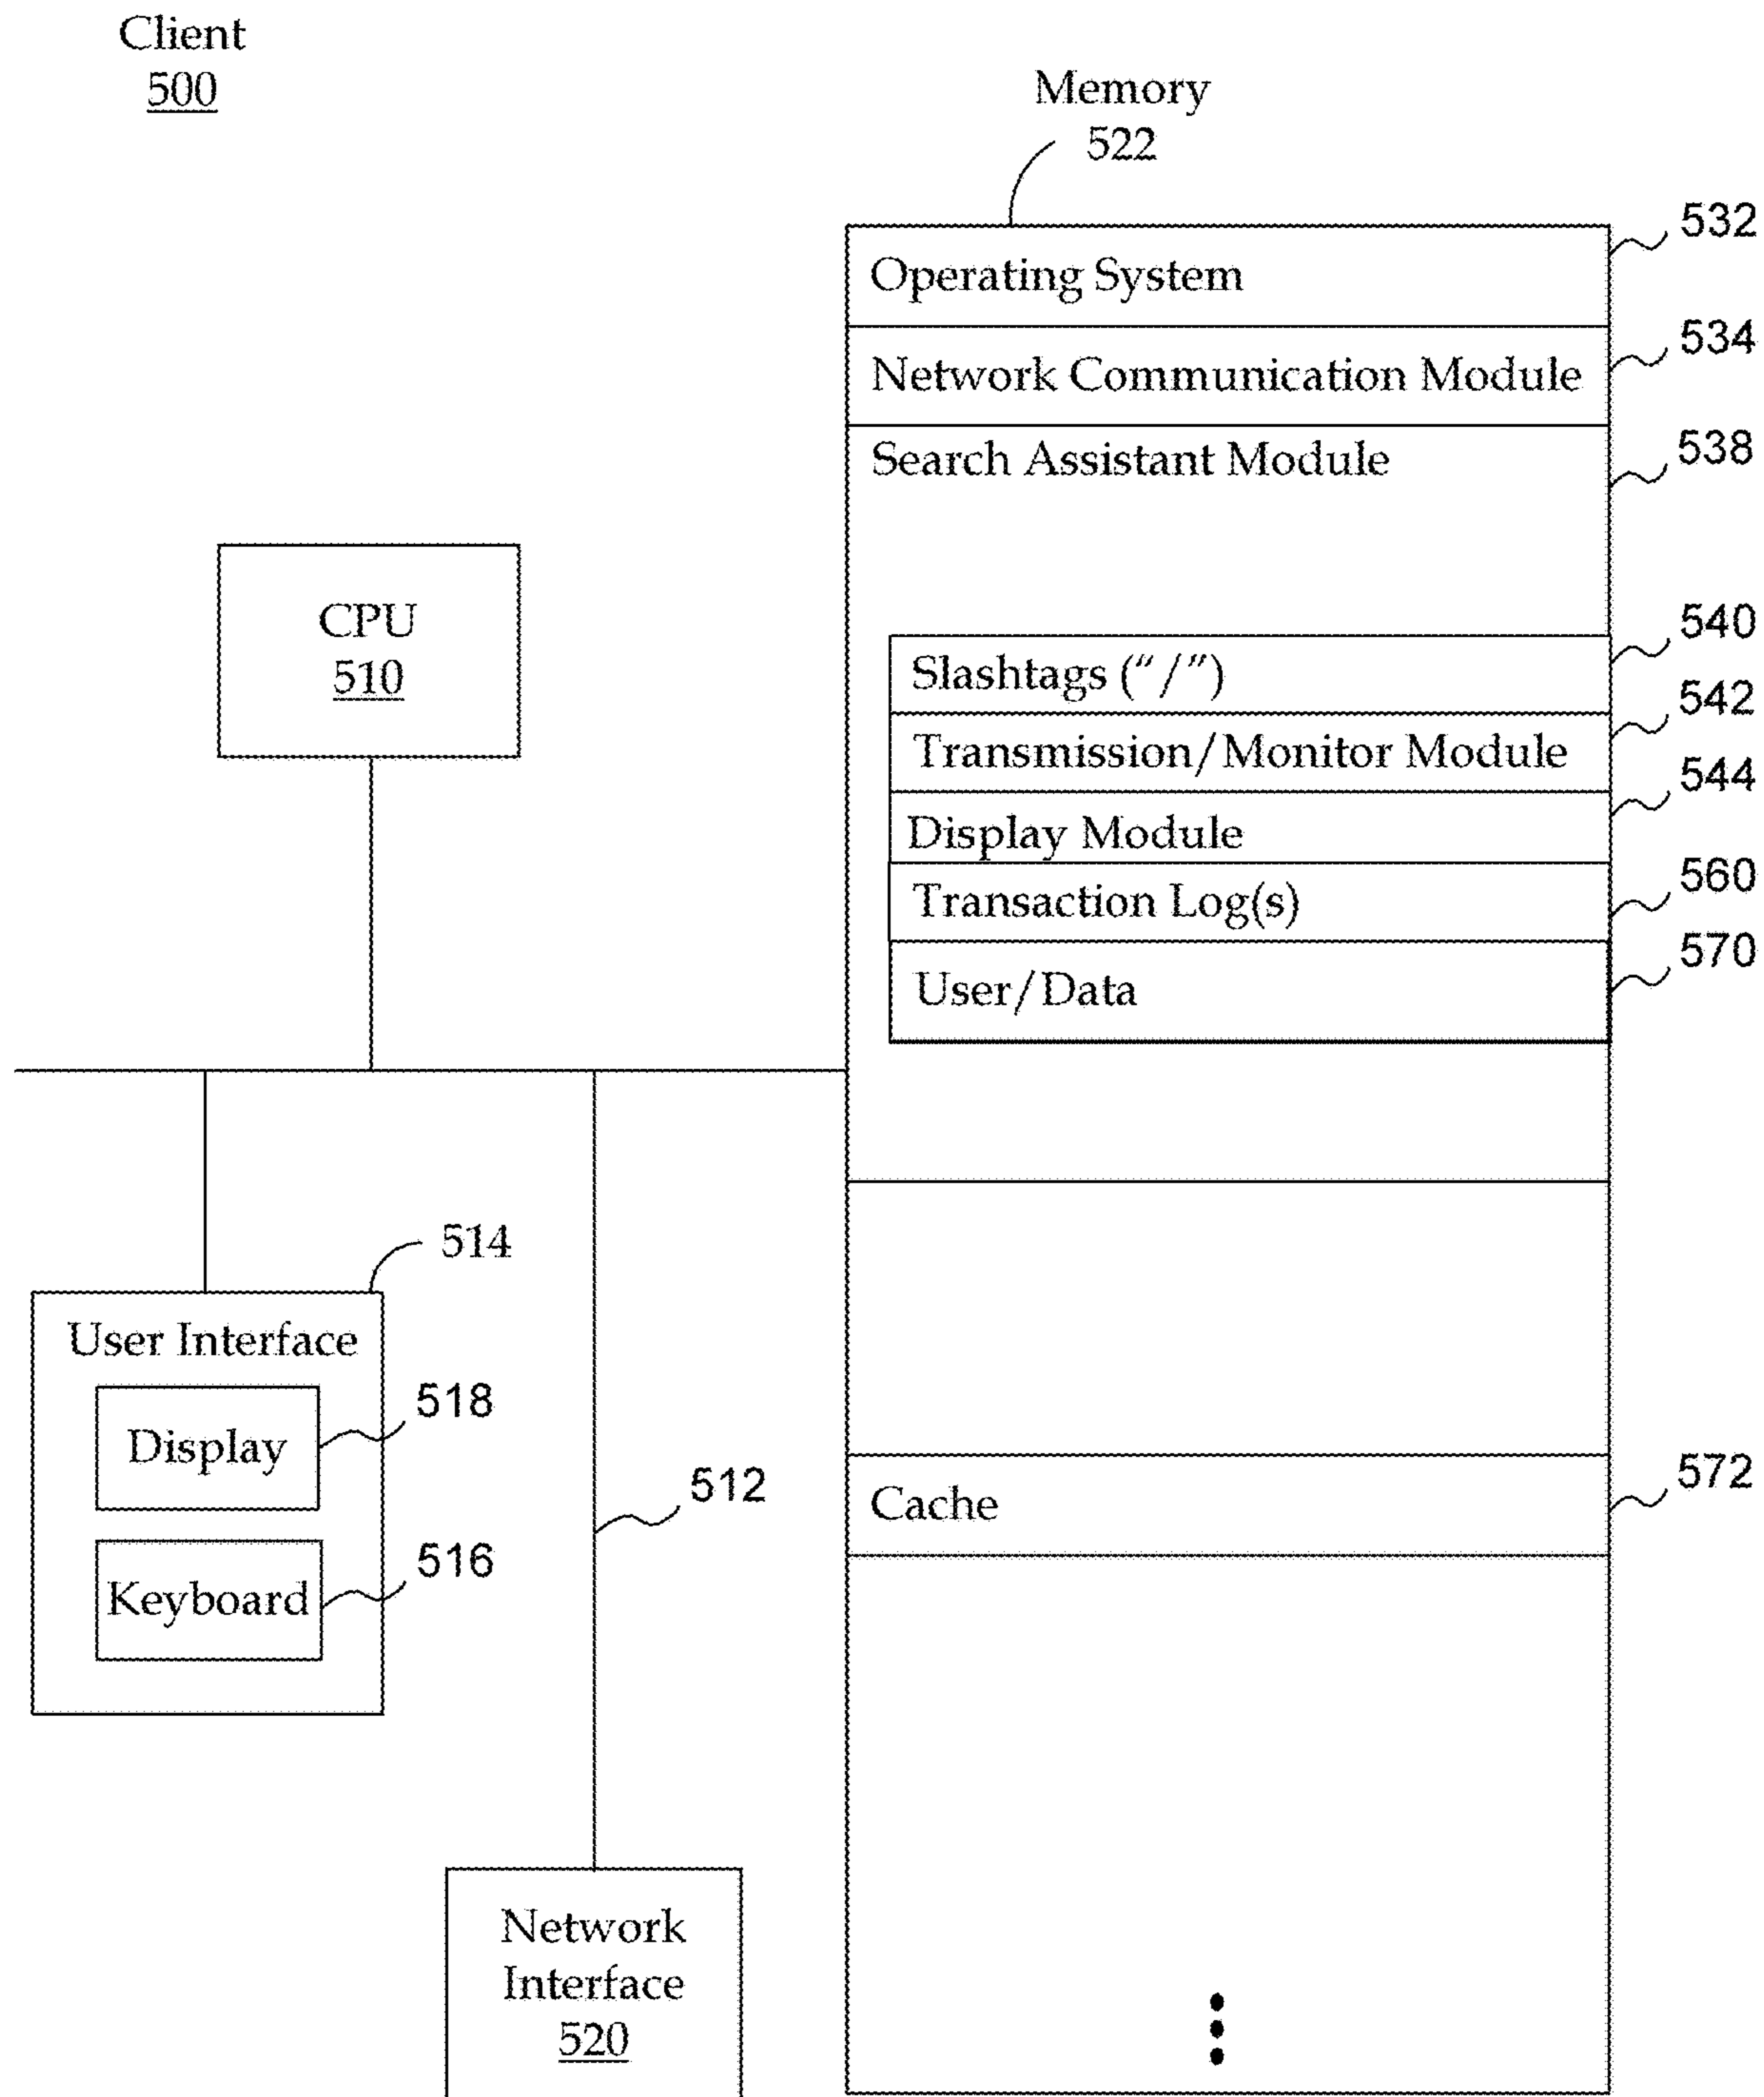 Client
500
Memory
522
Operating System
532
Network Communication Module
534
Search Assistant Module
538
CPU
510
Slashtags ("/")
540
Transmission/Monitor Module
542
Display Module
544
Transaction Log(s)
560
User/Data
570
514
User Interface
Display
518
Keyboard
516
512
Cache
572
Network
Interface
520